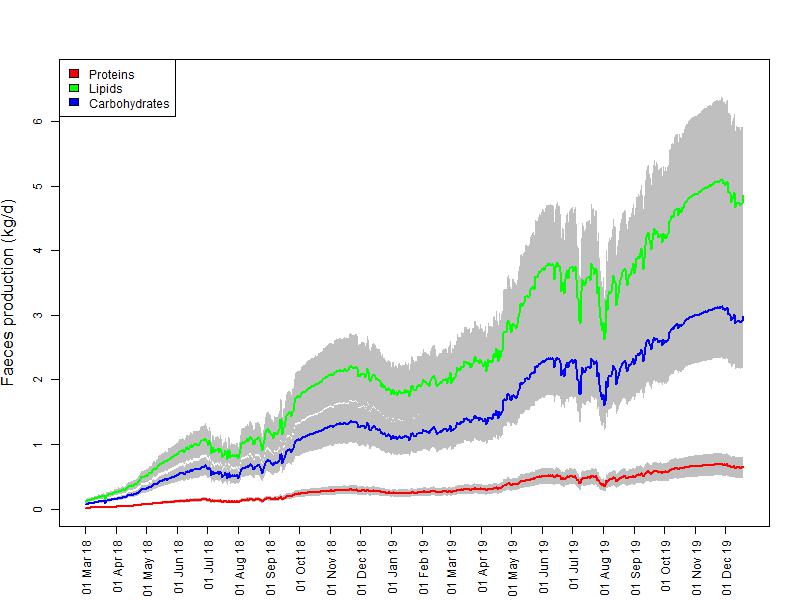 Proteins
Lipids
Carbohydrates
Faeces production (kg/d)
6
5
4
3
2
1
0
01 Mar 18
01 Apr 18
01 May 18
01 Jun 18
01 Jul 18
01 Aug 18
01 Sep 18
01 Oct 18
01 Nov 18
01 Dec 18
01 Jan 19
01 Feb 19
01 Mar 19
01 Apr 19
01 May 19
01 Jun 19
01 Jul 19
01 Aug 19
01 Sep 19
01 Oct 19
01 Nov 19
01 Dec 19